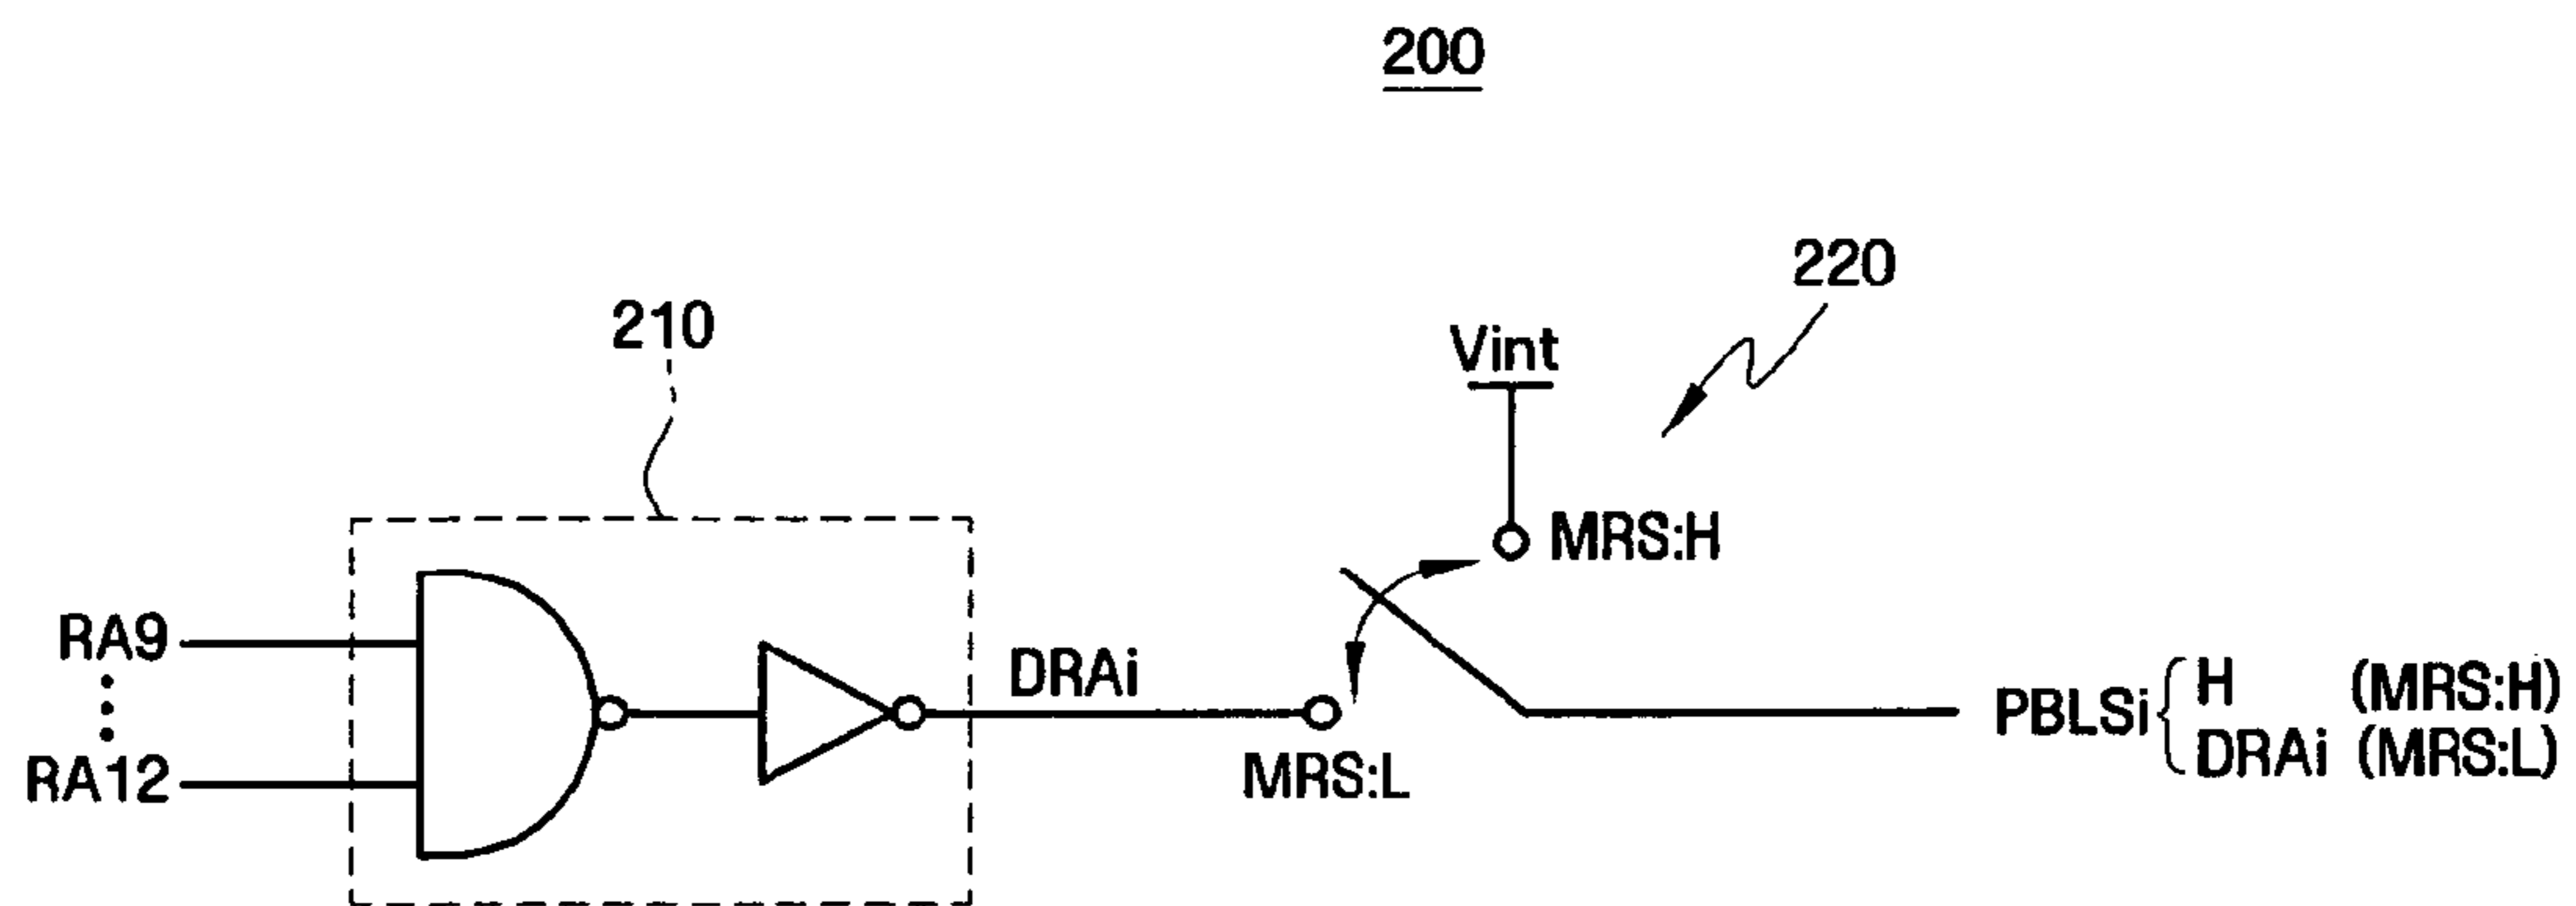 200
220
210
Vint
MRS:H
RA9
DRAi
PBLSi { H (MRS:H)
DRAi (MRS:L)
MRS:L
RA12